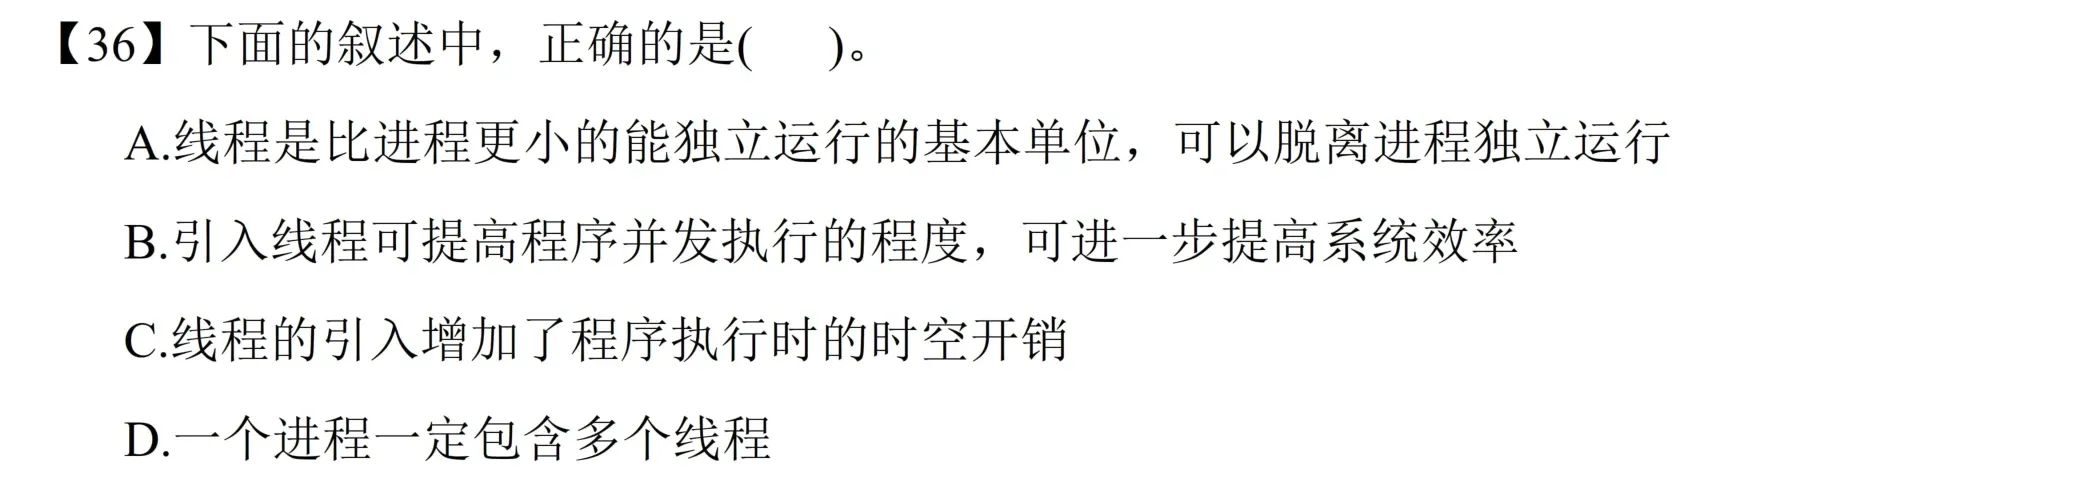 【36】下面的叙述中，正确的是(    )。
A.线程是比进程更小的能独立运行的基本单位，可以脱离进程独立运行
B.引入线程可提高程序并发执行的程度，可进一步提高系统效率
C.线程的引入增加了程序执行时的时空开销
D.一个进程一定包含多个线程